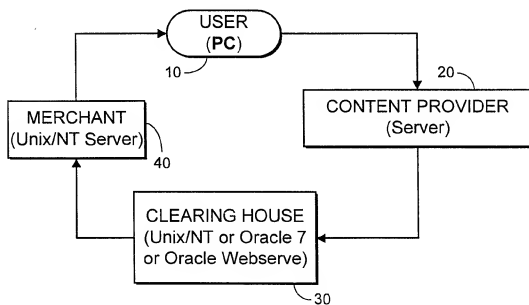 USER
(PC)
10
20
CONTENT PROVIDER
(Server)
MERCHANT
(Unix/NT Server)
40
CLEARING HOUSE
(Unix/NT or Oracle 7
or Oracle Webserve)
30